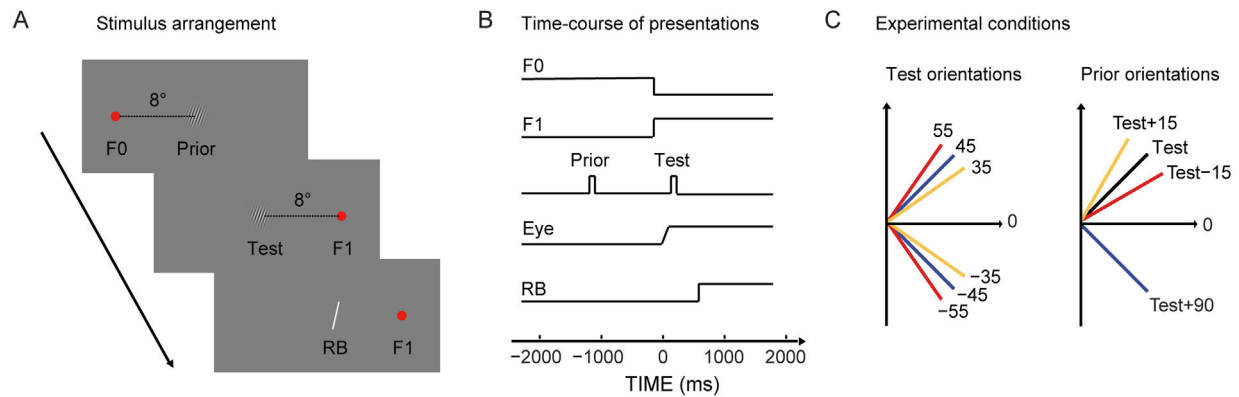 A Stimulus arrangement
8°
F0 Prior
8°
Test F1
RB F1
B Time-course of presentations
F0
F1
Prior Test
Eye
RB
−2000 −1000 0 1000 2000
TIME (ms)
C Experimental conditions
Test orientations
55
45
35
0
−35
−45
−55
Prior orientations
Test+15
Test
Test−15
0
Test+90